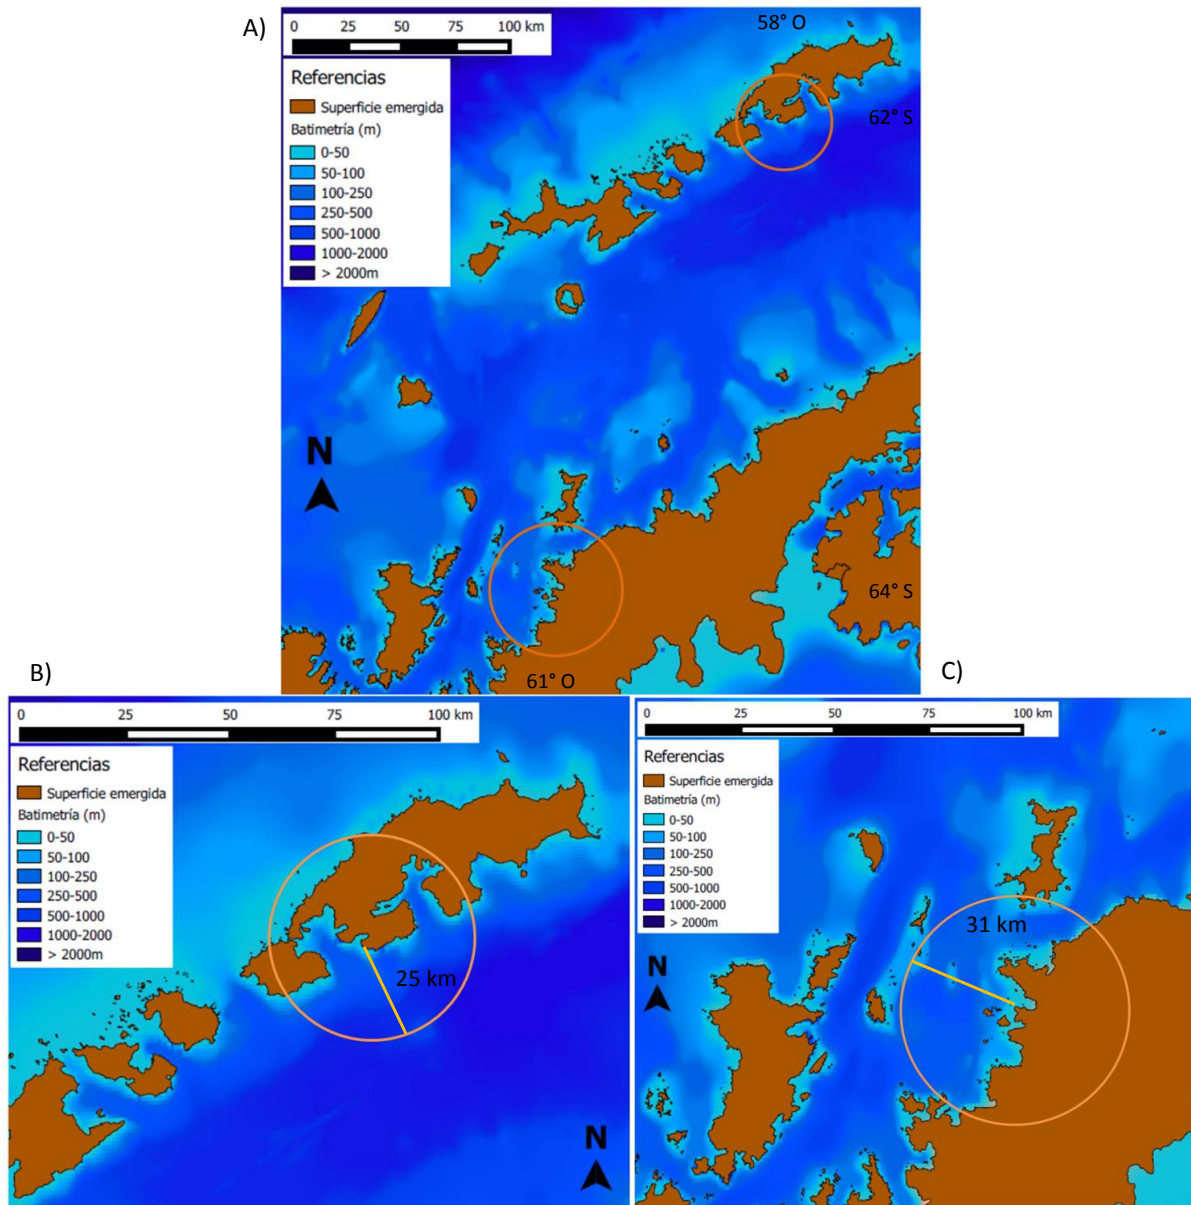 A)
0 25 50 75 100 km
58° O
Referencias
Superficie emergida
Batimetría (m)
0-50
50-100
100-250
250-500
500-1000
1000-2000
> 2000m
62° S
N
64° S
61° O
B)
0 25 50 75 100 km
Referencias
Superficie emergida
Batimetría (m)
0-50
50-100
100-250
250-500
500-1000
1000-2000
> 2000m
25 km
N
C)
0 25 50 75 100 km
Referencias
Superficie emergida
Batimetría (m)
0-50
50-100
100-250
250-500
500-1000
1000-2000
> 2000m
31 km
N